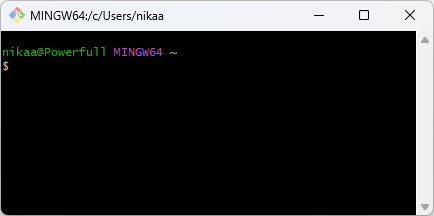 MINGW64:/c/Users/nikaa
nikaa@Powerfull MINGW64 ~
$